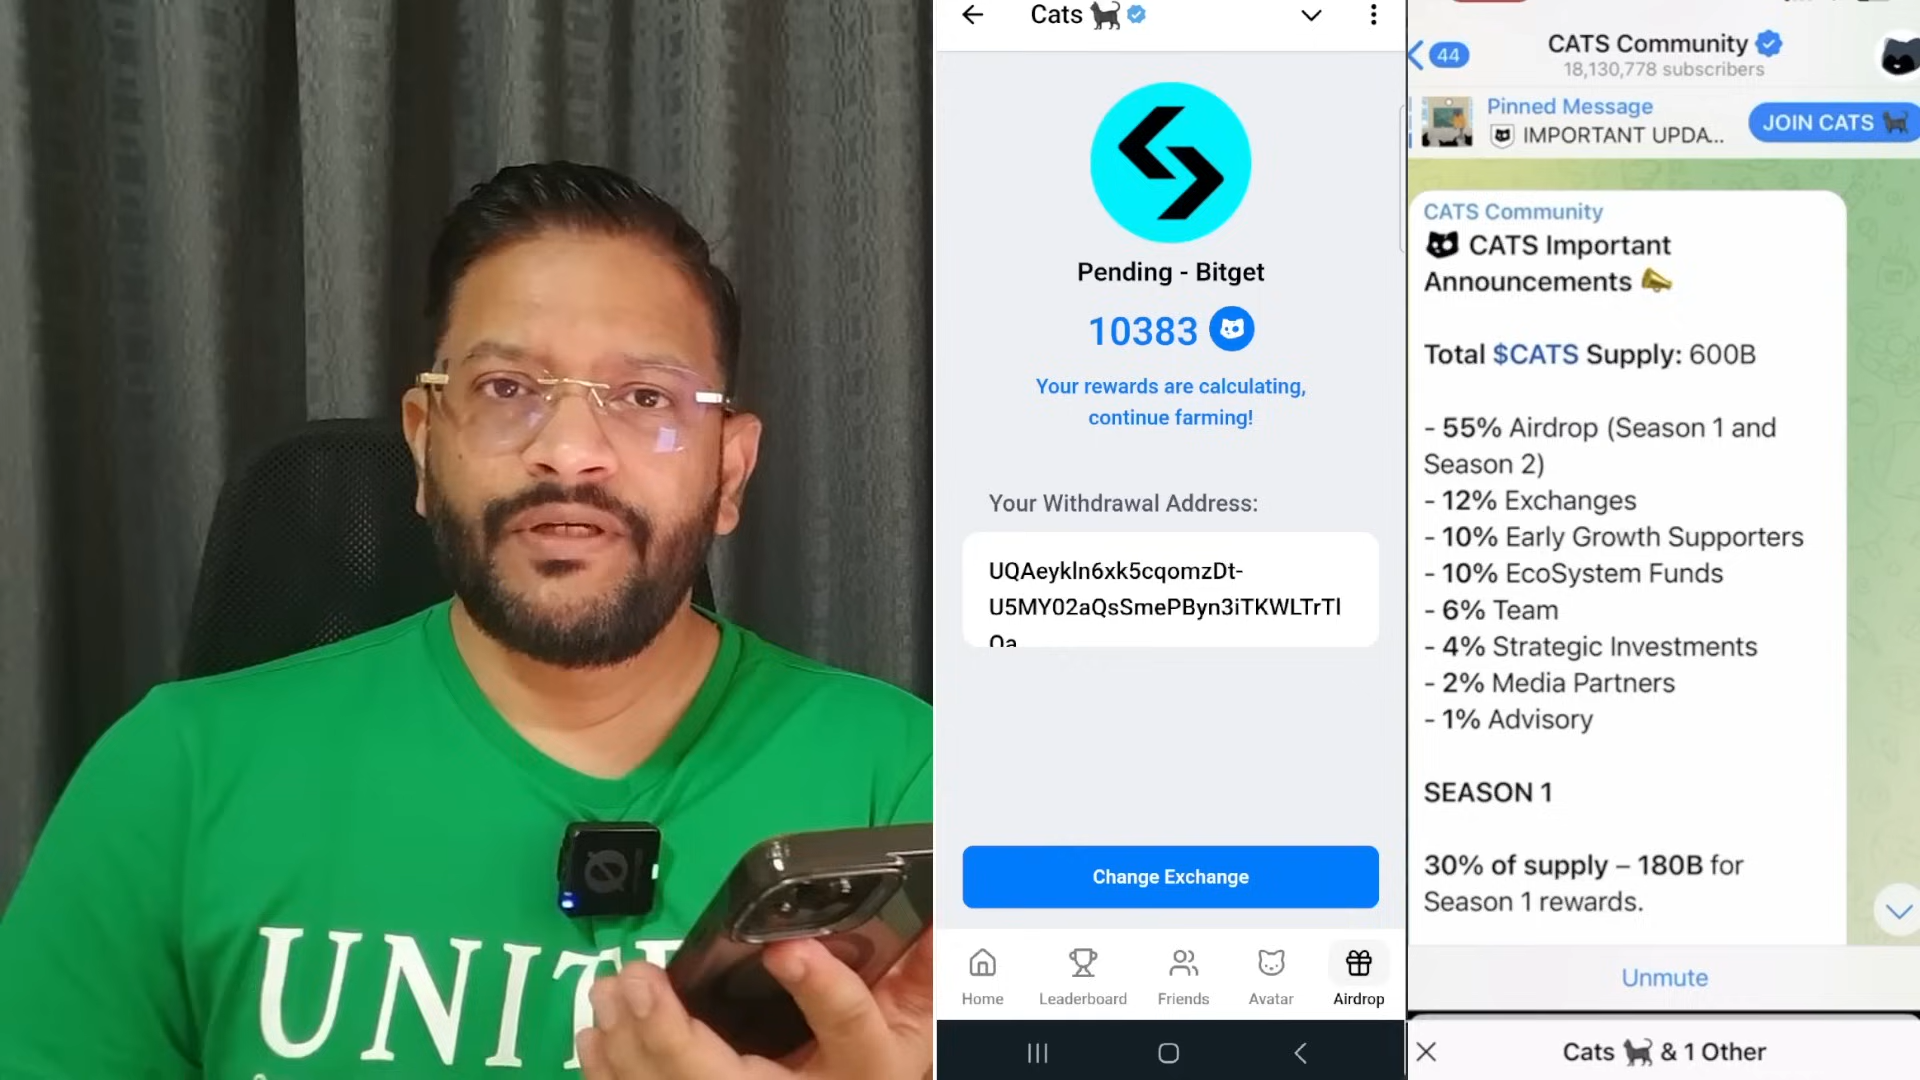 Cats
Pending - Bitget
10383
Your rewards are calculating,
continue farming!
Your Withdrawal Address:
UQAeykln6xk5cqomzDt-
U5MY02aQsSmePByn3iTKWLTrTl
Change Exchange
Home
Leaderboard
Friends
Avatar
Airdrop
44
CATS Community
18,130,778 subscribers
Pinned Message
IMPORTANT UPDA...
JOIN CATS
CATS Community
CATS Important
Announcements
Total $CATS Supply: 600B
- 55% Airdrop (Season 1 and
Season 2)
- 12% Exchanges
- 10% Early Growth Supporters
- 10% EcoSystem Funds
- 6% Team
- 4% Strategic Investments
- 2% Media Partners
- 1% Advisory
SEASON 1
30% of supply – 180B for
Season 1 rewards.
Unmute
Cats & 1 Other
UNIT